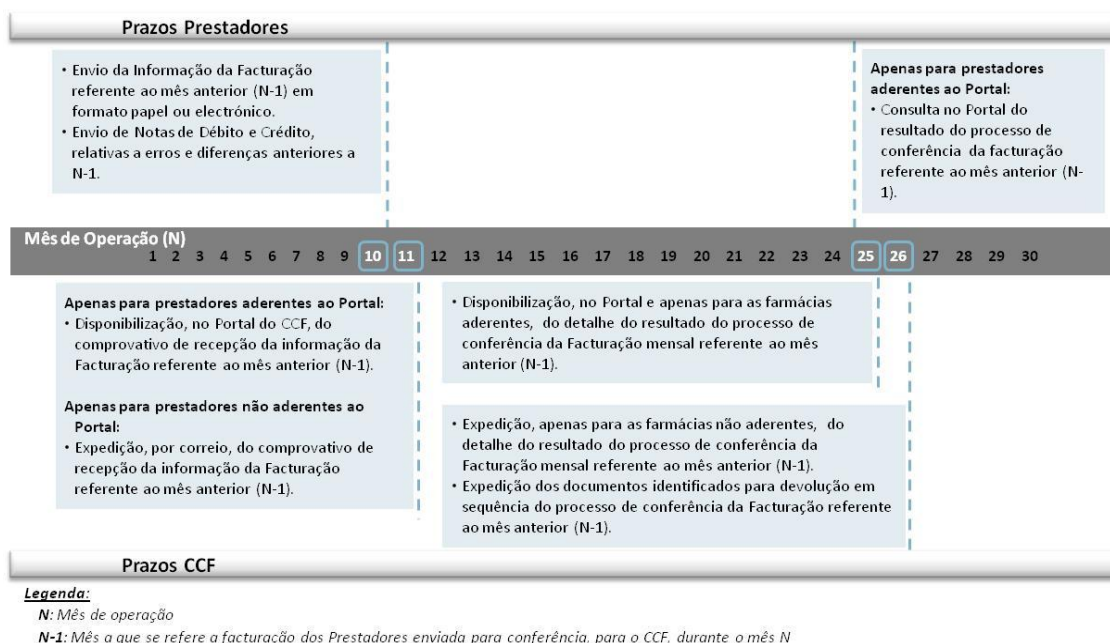 Prazos Prestadores
• Envio da Informação da Facturação
referente ao mês anterior (N-1) em
formato papel ou electrónico.
• Envio de Notas de Débito e Crédito,
relativas a erros e diferenças anteriores a
N-1.
Apenas para prestadores
aderentes ao Portal:
• Consulta no Portal do
resultado do processo de
conferência da facturação
referente ao mês anterior (N-
1).
Mês de Operação (N)
1 2 3 4 5 6 7 8 9 10 11 12 13 14 15 16 17 18 19 20 21 22 23 24 25 26 27 28 29 30
Apenas para prestadores aderentes ao Portal:
• Disponibilização, no Portal do CCF, do
comprovativo de recepção da informação da
Facturação referente ao mês anterior (N-1).
Apenas para prestadores não aderentes ao
Portal:
• Expedição, por correio, do comprovativo de
recepção da informação da Facturação
referente ao mês anterior (N-1).
• Disponibilização, no Portal e apenas para as farmácias
aderentes, do detalhe do resultado do processo de
conferência da Facturação mensal referente ao mês
anterior (N-1).
• Expedição, apenas para as farmácias não aderentes, do
detalhe do resultado do processo de conferência da
Facturação mensal referente ao mês anterior (N-1).
• Expedição dos documentos identificados para devolução em
sequência do processo de conferência da Facturação referente
ao mês anterior (N-1).
Prazos CCF
Legenda:
N: Mês de operação
N-1: Mês a que se refere a facturação dos Prestadores enviada para conferência, para o CCF, durante o mês N